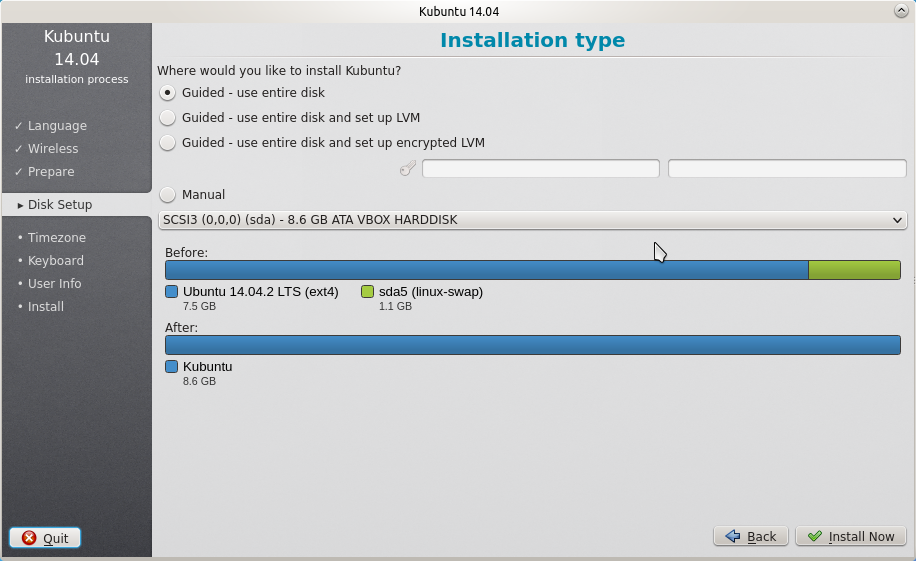 Kubuntu 14.04
Kubuntu
14.04
installation process
✓ Language
✓ Wireless
✓ Prepare
▸ Disk Setup
• Timezone
• Keyboard
• User Info
• Install
Quit
Installation type
Where would you like to install Kubuntu?
Guided - use entire disk
Guided - use entire disk and set up LVM
Guided - use entire disk and set up encrypted LVM
Manual
SCSI3 (0,0,0) (sda) - 8.6 GB ATA VBOX HARDDISK
Before:
Ubuntu 14.04.2 LTS (ext4) sda5 (linux-swap)
7.5 GB 1.1 GB
After:
Kubuntu
8.6 GB
Back Install Now